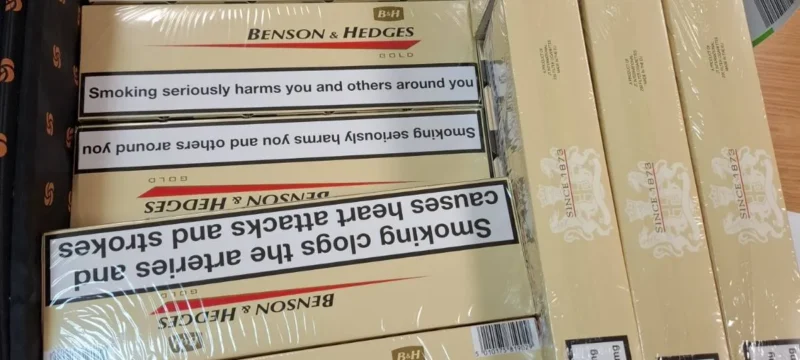 B&H
BENSON & HEDGES
GOLD
Smoking seriously harms you and others around you
Smoking seriously harms you and others around you
GOLD
BENSON & HEDGES
Smoking clogs the arteries and
causes heart attacks and strokes
GOLD
BENSON & HEDGES
B&H
B&H
SINCE 1873
SINCE 1873
SINCE 1873